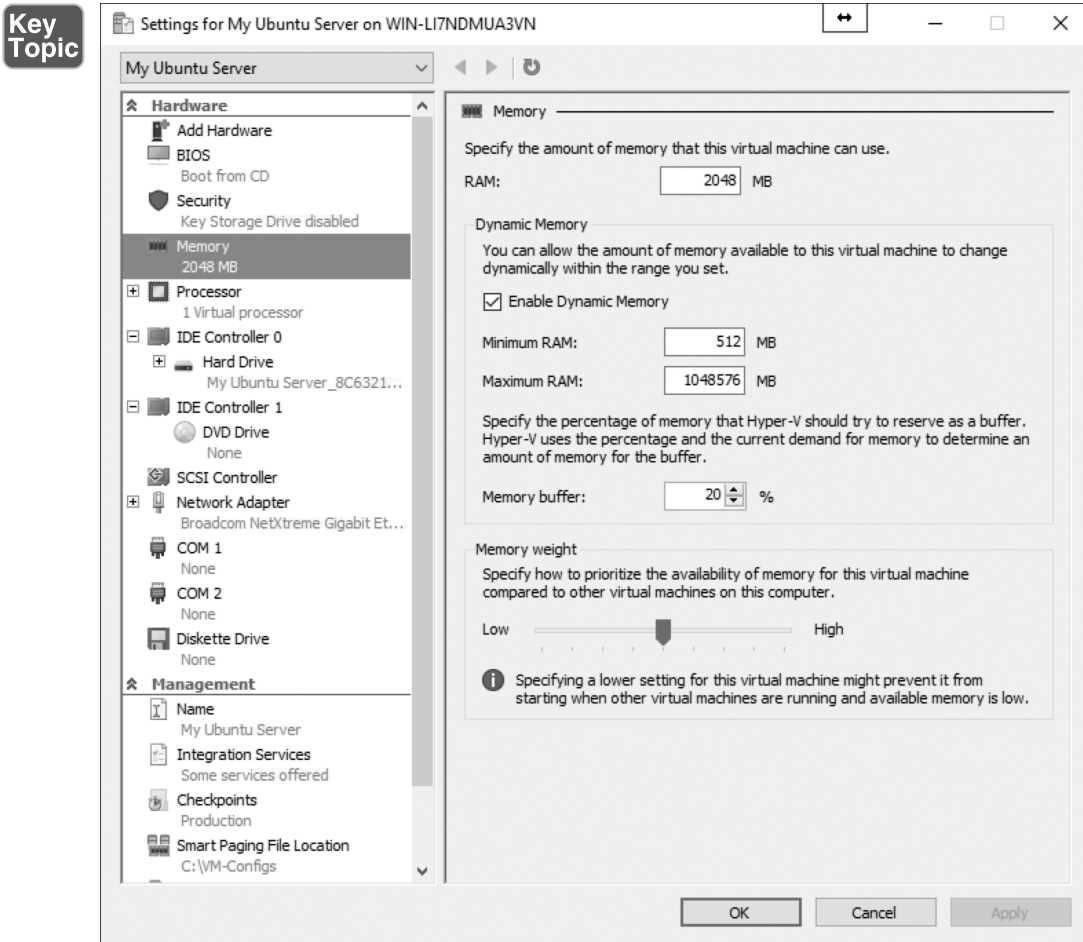 Key
Topic
Settings for My Ubuntu Server on WIN-LI7NDMUA3VN
My Ubuntu Server
Hardware
Add Hardware
BIOS
Boot from CD
Security
Key Storage Drive disabled
Memory
2048 MB
Processor
1 Virtual processor
IDE Controller 0
Hard Drive
My Ubuntu Server_8C6321...
IDE Controller 1
DVD Drive
None
SCSI Controller
Network Adapter
Broadcom NetXtreme Gigabit Et...
COM 1
None
COM 2
None
Diskette Drive
None
Management
Name
My Ubuntu Server
Integration Services
Some services offered
Checkpoints
Production
Smart Paging File Location
C:\VM-Configs
Memory
Specify the amount of memory that this virtual machine can use.
RAM: 2048 MB
Dynamic Memory
You can allow the amount of memory available to this virtual machine to change
dynamically within the range you set.
Enable Dynamic Memory
Minimum RAM: 512 MB
Maximum RAM: 1048576 MB
Specify the percentage of memory that Hyper-V should try to reserve as a buffer.
Hyper-V uses the percentage and the current demand for memory to determine an
amount of memory for the buffer.
Memory buffer: 20 %
Memory weight
Specify how to prioritize the availability of memory for this virtual machine
compared to other virtual machines on this computer.
Low High
Specifying a lower setting for this virtual machine might prevent it from
starting when other virtual machines are running and available memory is low.
OK Cancel Apply